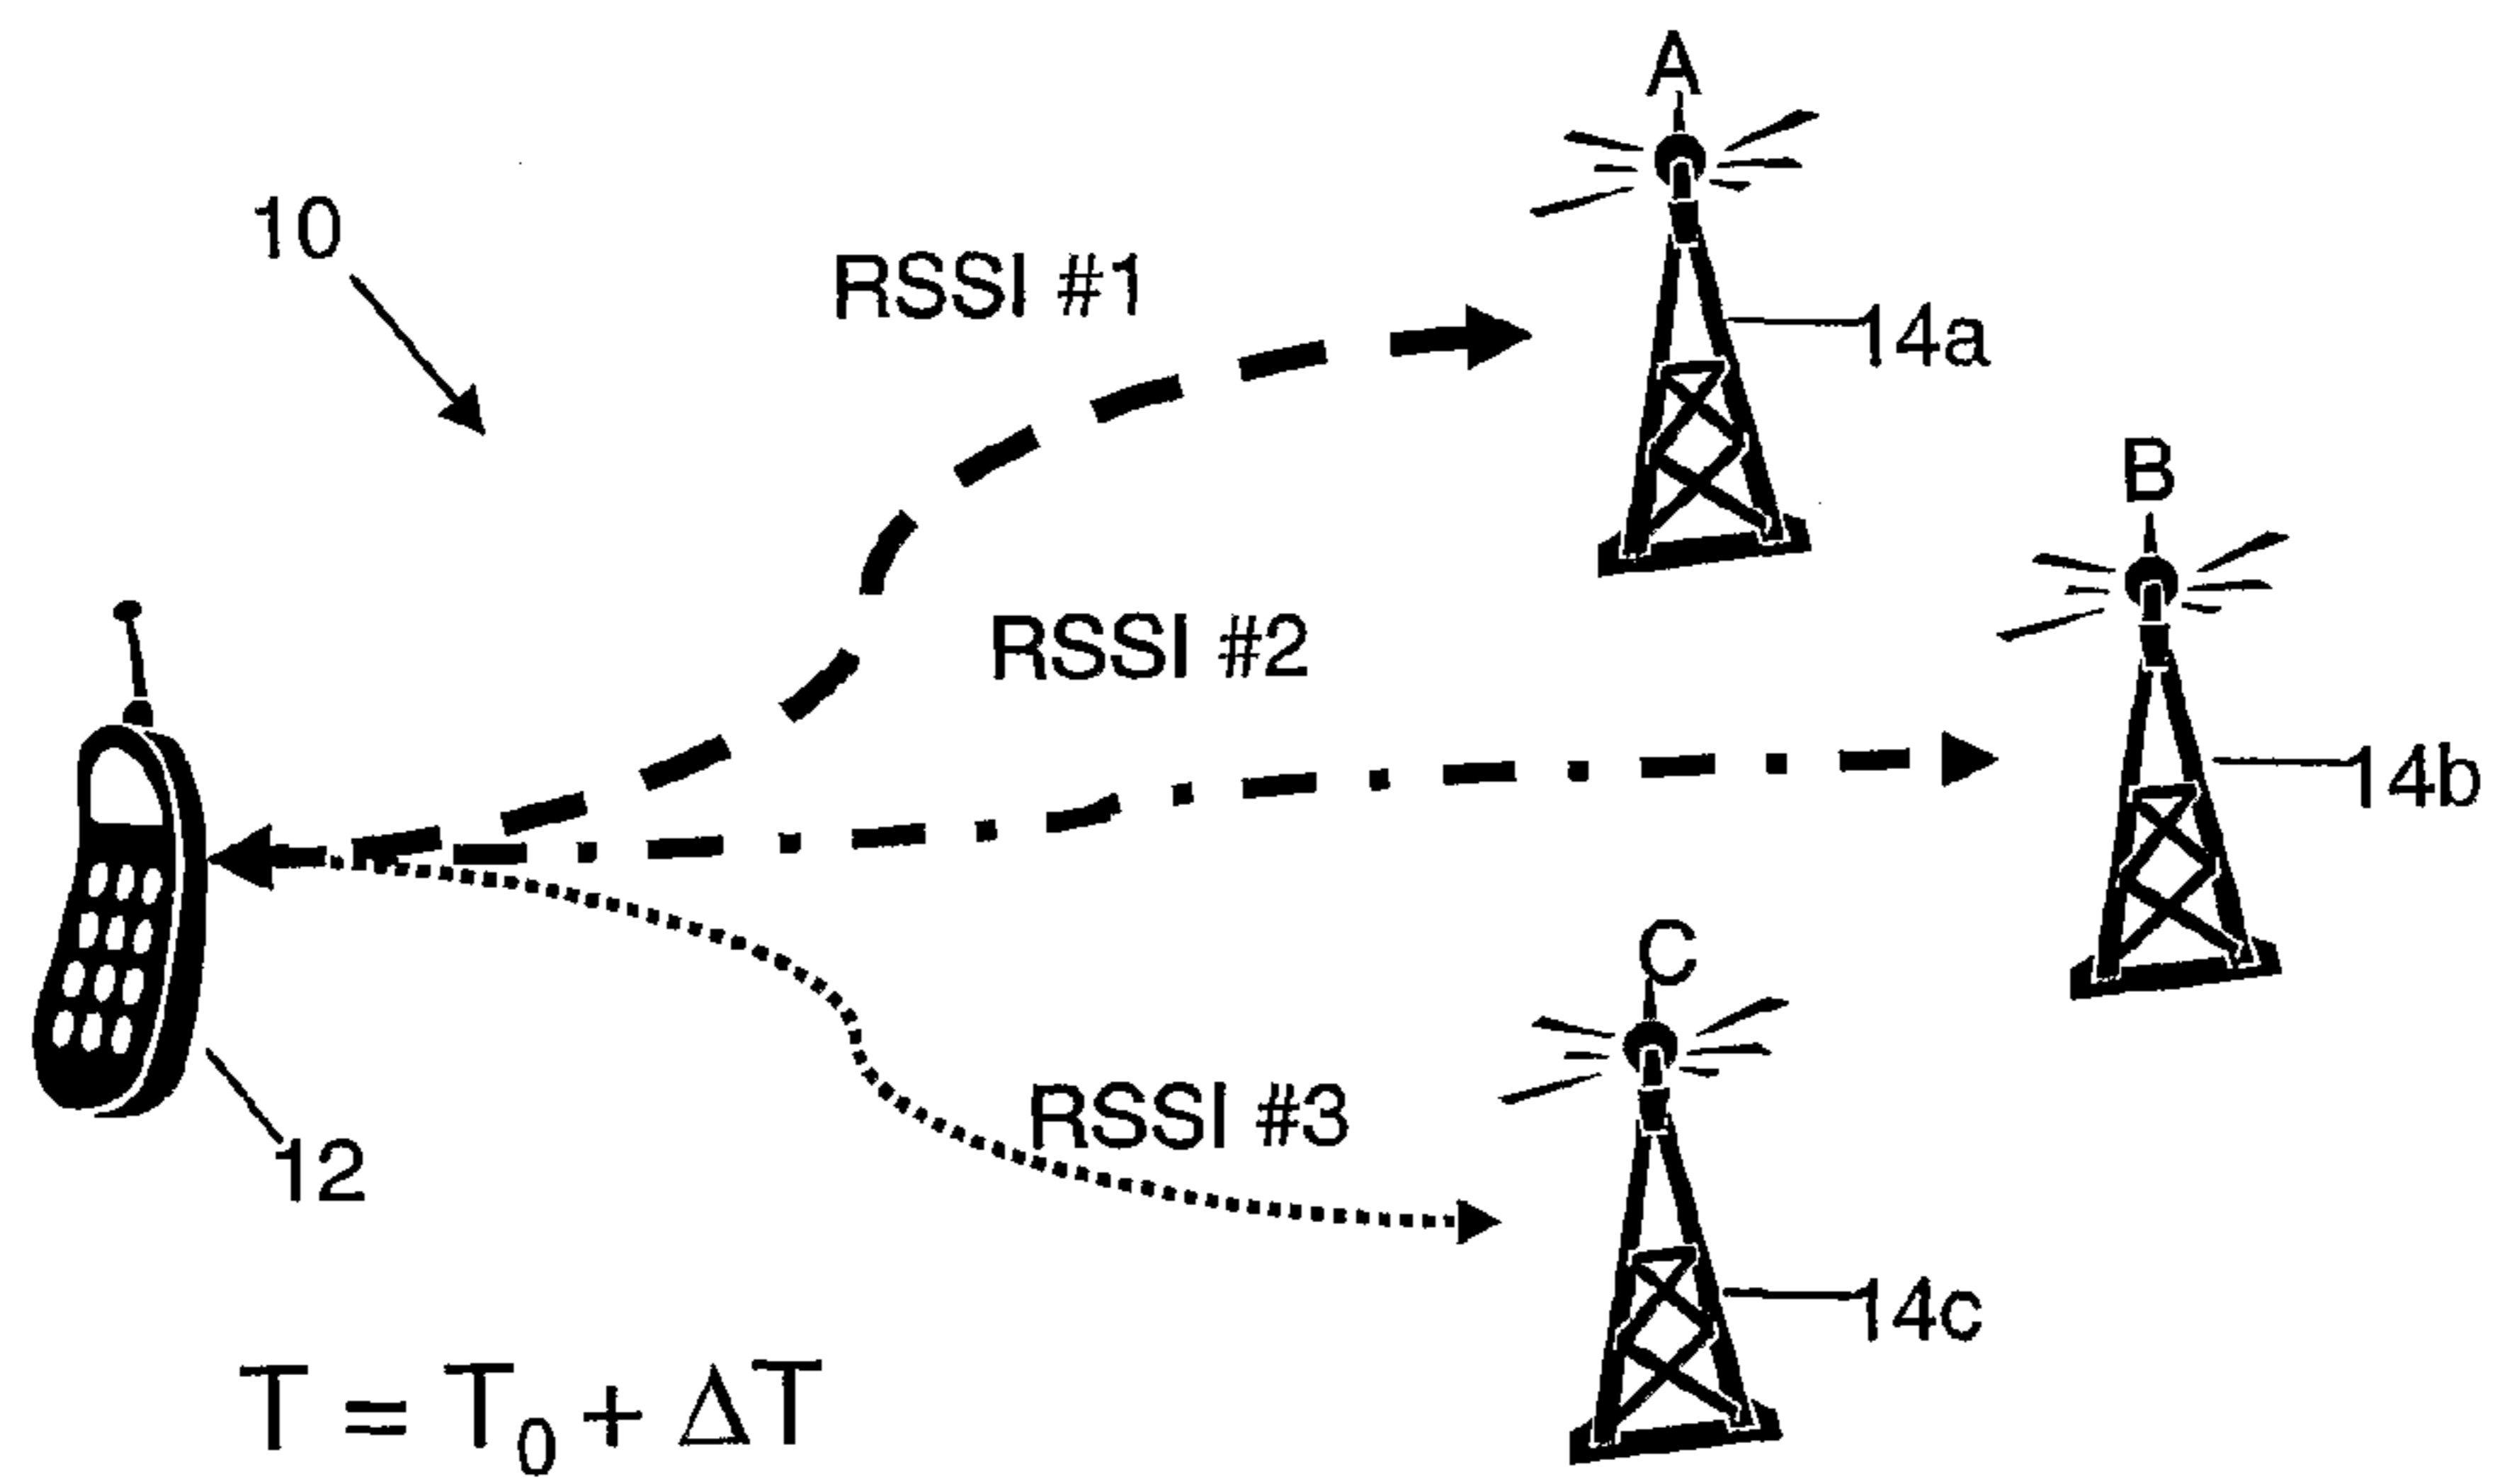 A
10
RSSI #1
14a
B
RSSI #2
14b
C
RSSI #3
12
14c
T = T0 + ΔT